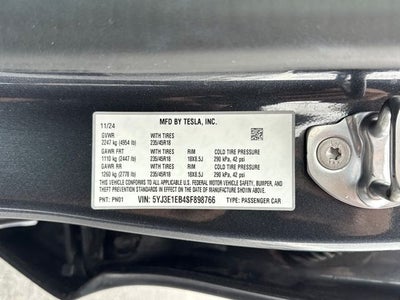 MFD BY TESLA, INC.
11/24
GVWR WITH TIRES
2247 kg (4954 lb) 235/45R18
GAWR FRT WITH TIRES RIM COLD TIRE PRESSURE
1110 kg (2447 lb) 235/45R18 18X8.5J 290 kPa, 42 psi
GAWR RR WITH TIRES RIM COLD TIRE PRESSURE
1260 kg (2778 lb) 235/45R18 18X8.5J 290 kPa, 42 psi
THIS VEHICLE CONFORMS TO ALL APPLICABLE U.S. FEDERAL MOTOR VEHICLE SAFETY, BUMPER, AND
THEFT PREVENTION STANDARDS IN EFFECT ON THE DATE OF MANUFACTURE SHOWN ABOVE.
PNT: PN01 VIN: 5YJ3E1EB4SF898766 TYPE: PASSENGER CAR